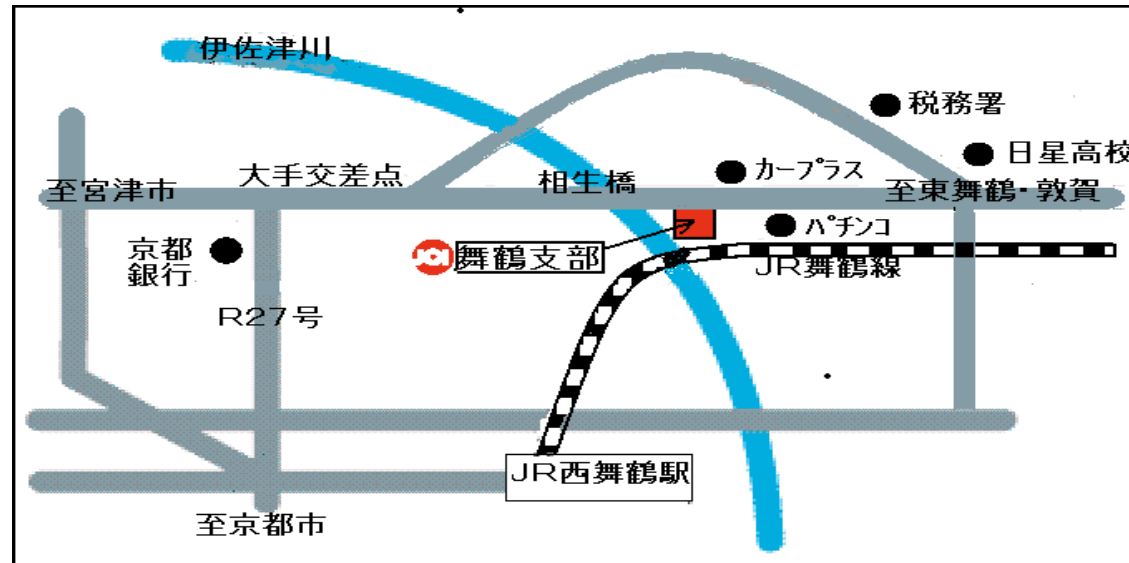 伊佐津川
税務署
日星高校
カープラス
大手交差点
相生橋
至宮津市
至東舞鶴・敦賀
パチンコ
京都
銀行
舞鶴支部
JR舞鶴線
R27号
JR西舞鶴駅
至京都市